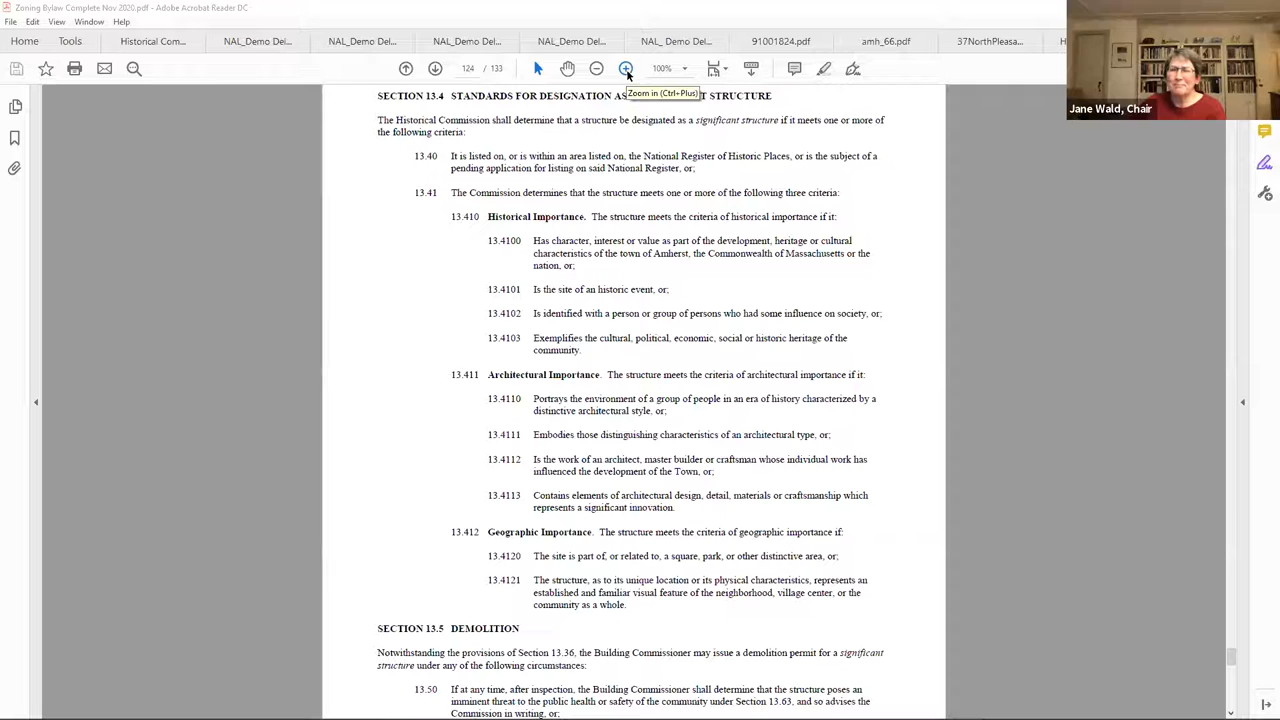 Zoning Bylaw Complete Nov 2020.pdf - Adobe Acrobat Reader DC
File Edit View Window Help
Home Tools Historical Com... NAL_Demo Del... NAL_Demo Del... NAL_Demo Del... NAL_Demo Del... NAL_ Demo Del... 91001824.pdf amh_66.pdf 37NorthPleasa...
124 / 133 100%
Zoom in (Ctrl+Plus)
Jane Wald, Chair
SECTION 13.4 STANDARDS FOR DESIGNATION AS T STRUCTURE
The Historical Commission shall determine that a structure be designated as a significant structure if it meets one or more of
the following criteria:
13.40 It is listed on, or is within an area listed on, the National Register of Historic Places, or is the subject of a
pending application for listing on said National Register, or;
13.41 The Commission determines that the structure meets one or more of the following three criteria:
13.410 Historical Importance. The structure meets the criteria of historical importance if it:
13.4100 Has character, interest or value as part of the development, heritage or cultural
characteristics of the town of Amherst, the Commonwealth of Massachusetts or the
nation, or;
13.4101 Is the site of an historic event, or;
13.4102 Is identified with a person or group of persons who had some influence on society, or;
13.4103 Exemplifies the cultural, political, economic, social or historic heritage of the
community.
13.411 Architectural Importance. The structure meets the criteria of architectural importance if it:
13.4110 Portrays the environment of a group of people in an era of history characterized by a
distinctive architectural style, or;
13.4111 Embodies those distinguishing characteristics of an architectural type, or;
13.4112 Is the work of an architect, master builder or craftsman whose individual work has
influenced the development of the Town, or;
13.4113 Contains elements of architectural design, detail, materials or craftsmanship which
represents a significant innovation.
13.412 Geographic Importance. The structure meets the criteria of geographic importance if:
13.4120 The site is part of, or related to, a square, park, or other distinctive area, or;
13.4121 The structure, as to its unique location or its physical characteristics, represents an
established and familiar visual feature of the neighborhood, village center, or the
community as a whole.
SECTION 13.5 DEMOLITION
Notwithstanding the provisions of Section 13.36, the Building Commissioner may issue a demolition permit for a significant
structure under any of the following circumstances:
13.50 If at any time, after inspection, the Building Commissioner shall determine that the structure poses an
imminent threat to the public health or safety of the community under Section 13.63, and so advises the
Commission in writing, or;